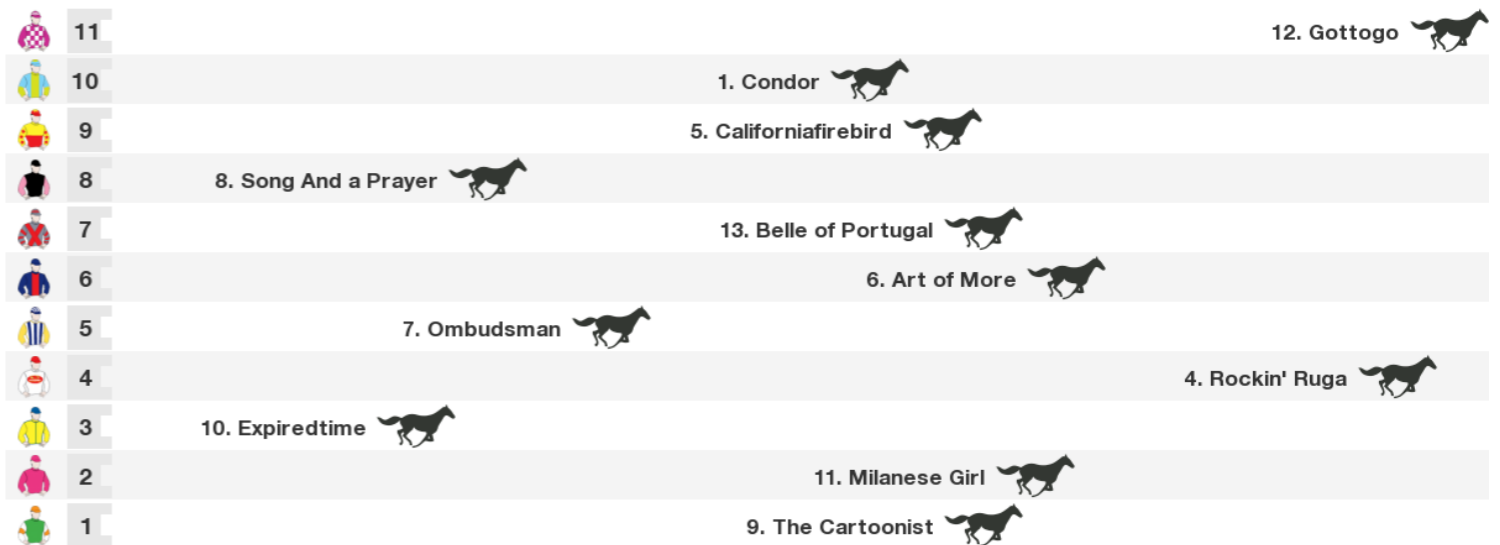 11 12. Gottogo
10 1. Condor
9 5. Californiafirebird
8 8. Song And a Prayer
7 13. Belle of Portugal
6 6. Art of More
5 7. Ombudsman
4 4. Rockin' Ruga
3 10. Expiredtime
2 11. Milanese Girl
1 9. The Cartoonist